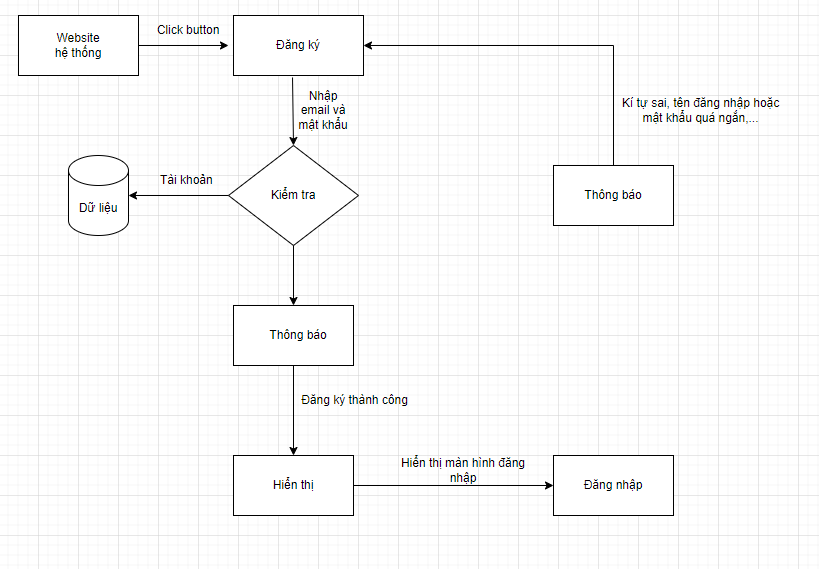 Website
hệ thống
Click button
Đăng ký
Nhập
email và
mật khẩu
Kí tự sai, tên đăng nhập hoặc
mật khẩu quá ngắn,...
Tài khoản
Dữ liệu
Kiểm tra
Thông báo
Thông báo
Đăng ký thành công
Hiển thị
Hiển thị màn hình đăng
nhập
Đăng nhập